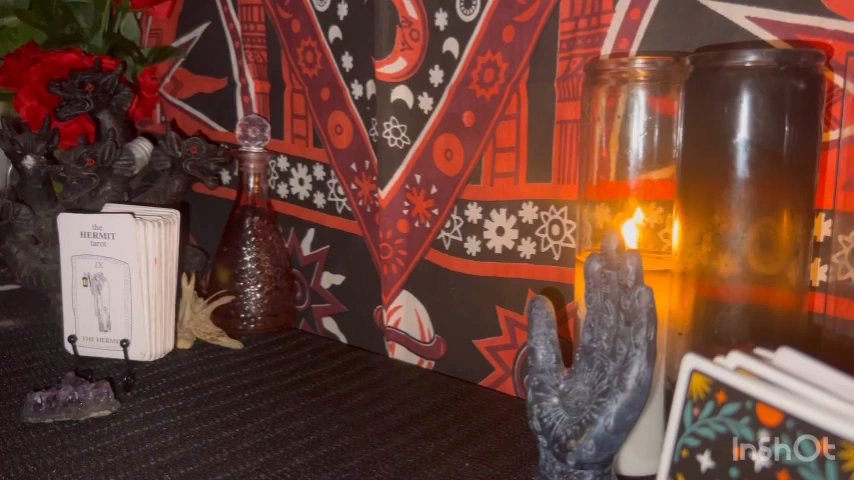 the
HERMIT
tarot
IX
THE HERMIT
InShOt